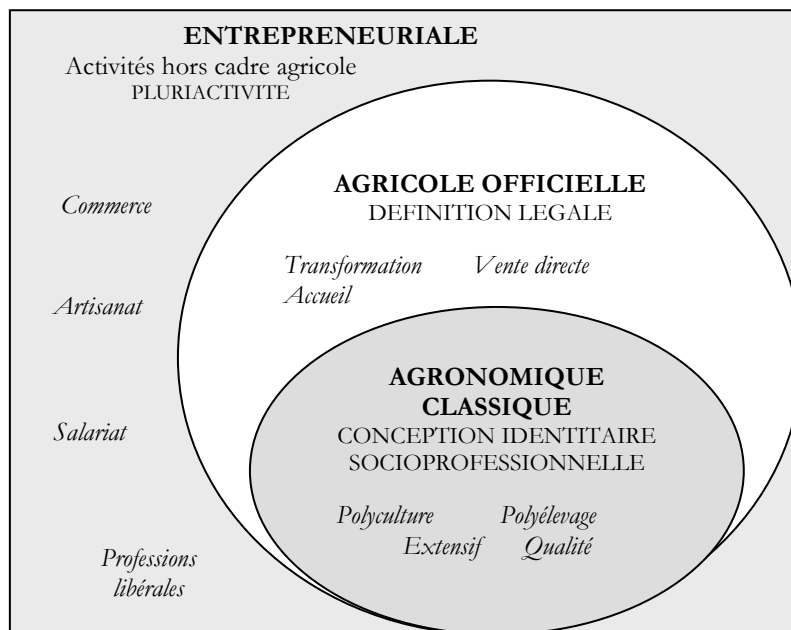 ENTREPRENEURIALE
Activités hors cadre agricole
PLURIACTIVITE
AGRICOLE OFFICIELLE
DEFINITION LEGALE
Commerce
Transformation Vente directe
Accueil
Artisanat
AGRONOMIQUE
CLASSIQUE
CONCEPTION IDENTITAIRE
SOCIOPROFESSIONNELLE
Salariat
Polyculture Polyélevage
Extensif Qualité
Professions
libérales